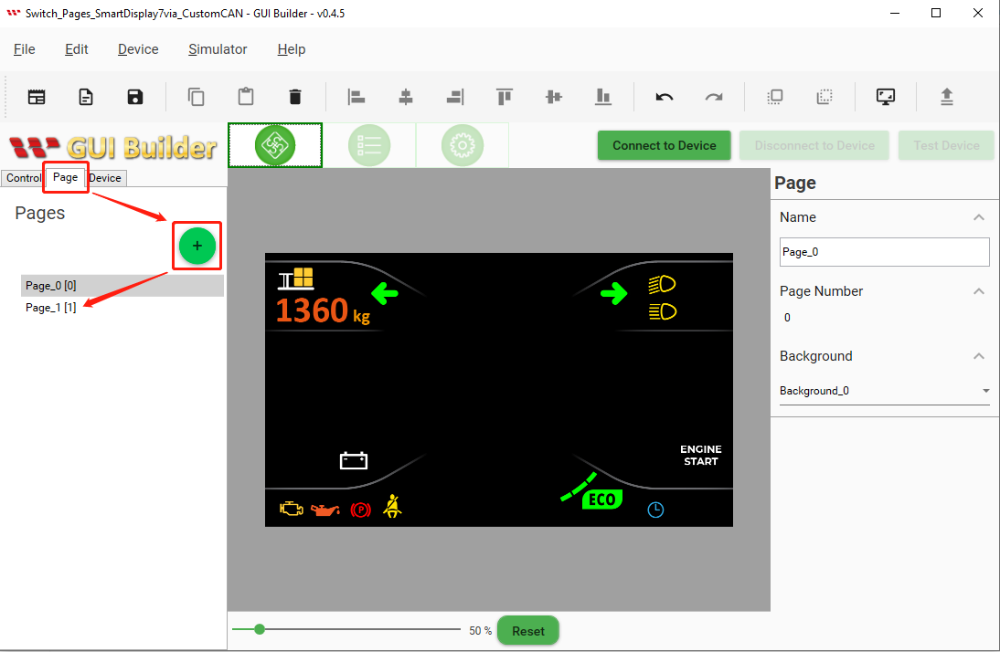 Switch_Pages_SmartDisplay7via_CustomCAN - GUI Builder - v0.4.5
File Edit Device Simulator Help
GUI Builder
Connect to Device Disconnect to Device Test Device
Control Page Device
Pages
+
Page_0 [0]
Page_1 [1]
1360 kg
ENGINE
START
P
ECO
50 % Reset
Page
Name
Page_0
Page Number
0
Background
Background_0